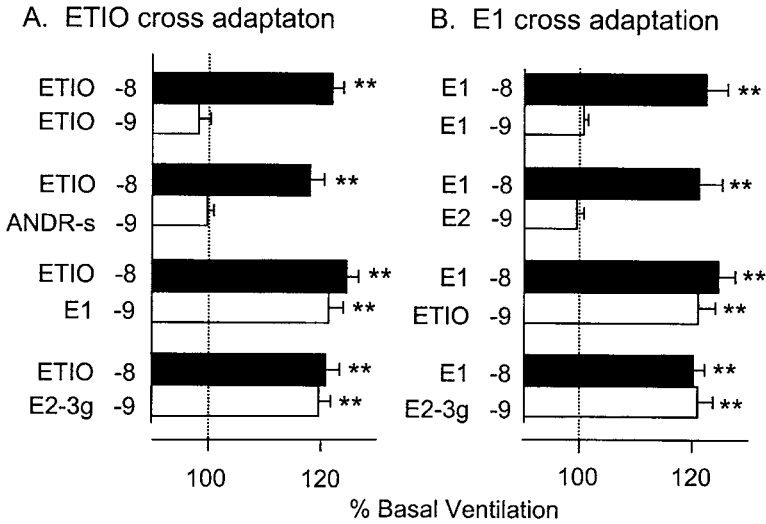 A. ETIO cross adaptaton
ETIO -8 **
ETIO -9
ETIO -8 **
ANDR-s -9
ETIO -8 **
E1 -9 **
ETIO -8 **
E2-3g -9 **
100 120
B. E1 cross adaptation
E1 -8 **
E1 -9
E1 -8 **
E2 -9
E1 -8 **
ETIO -9 **
E1 -8 **
E2-3g -9 **
100 120
% Basal Ventilation